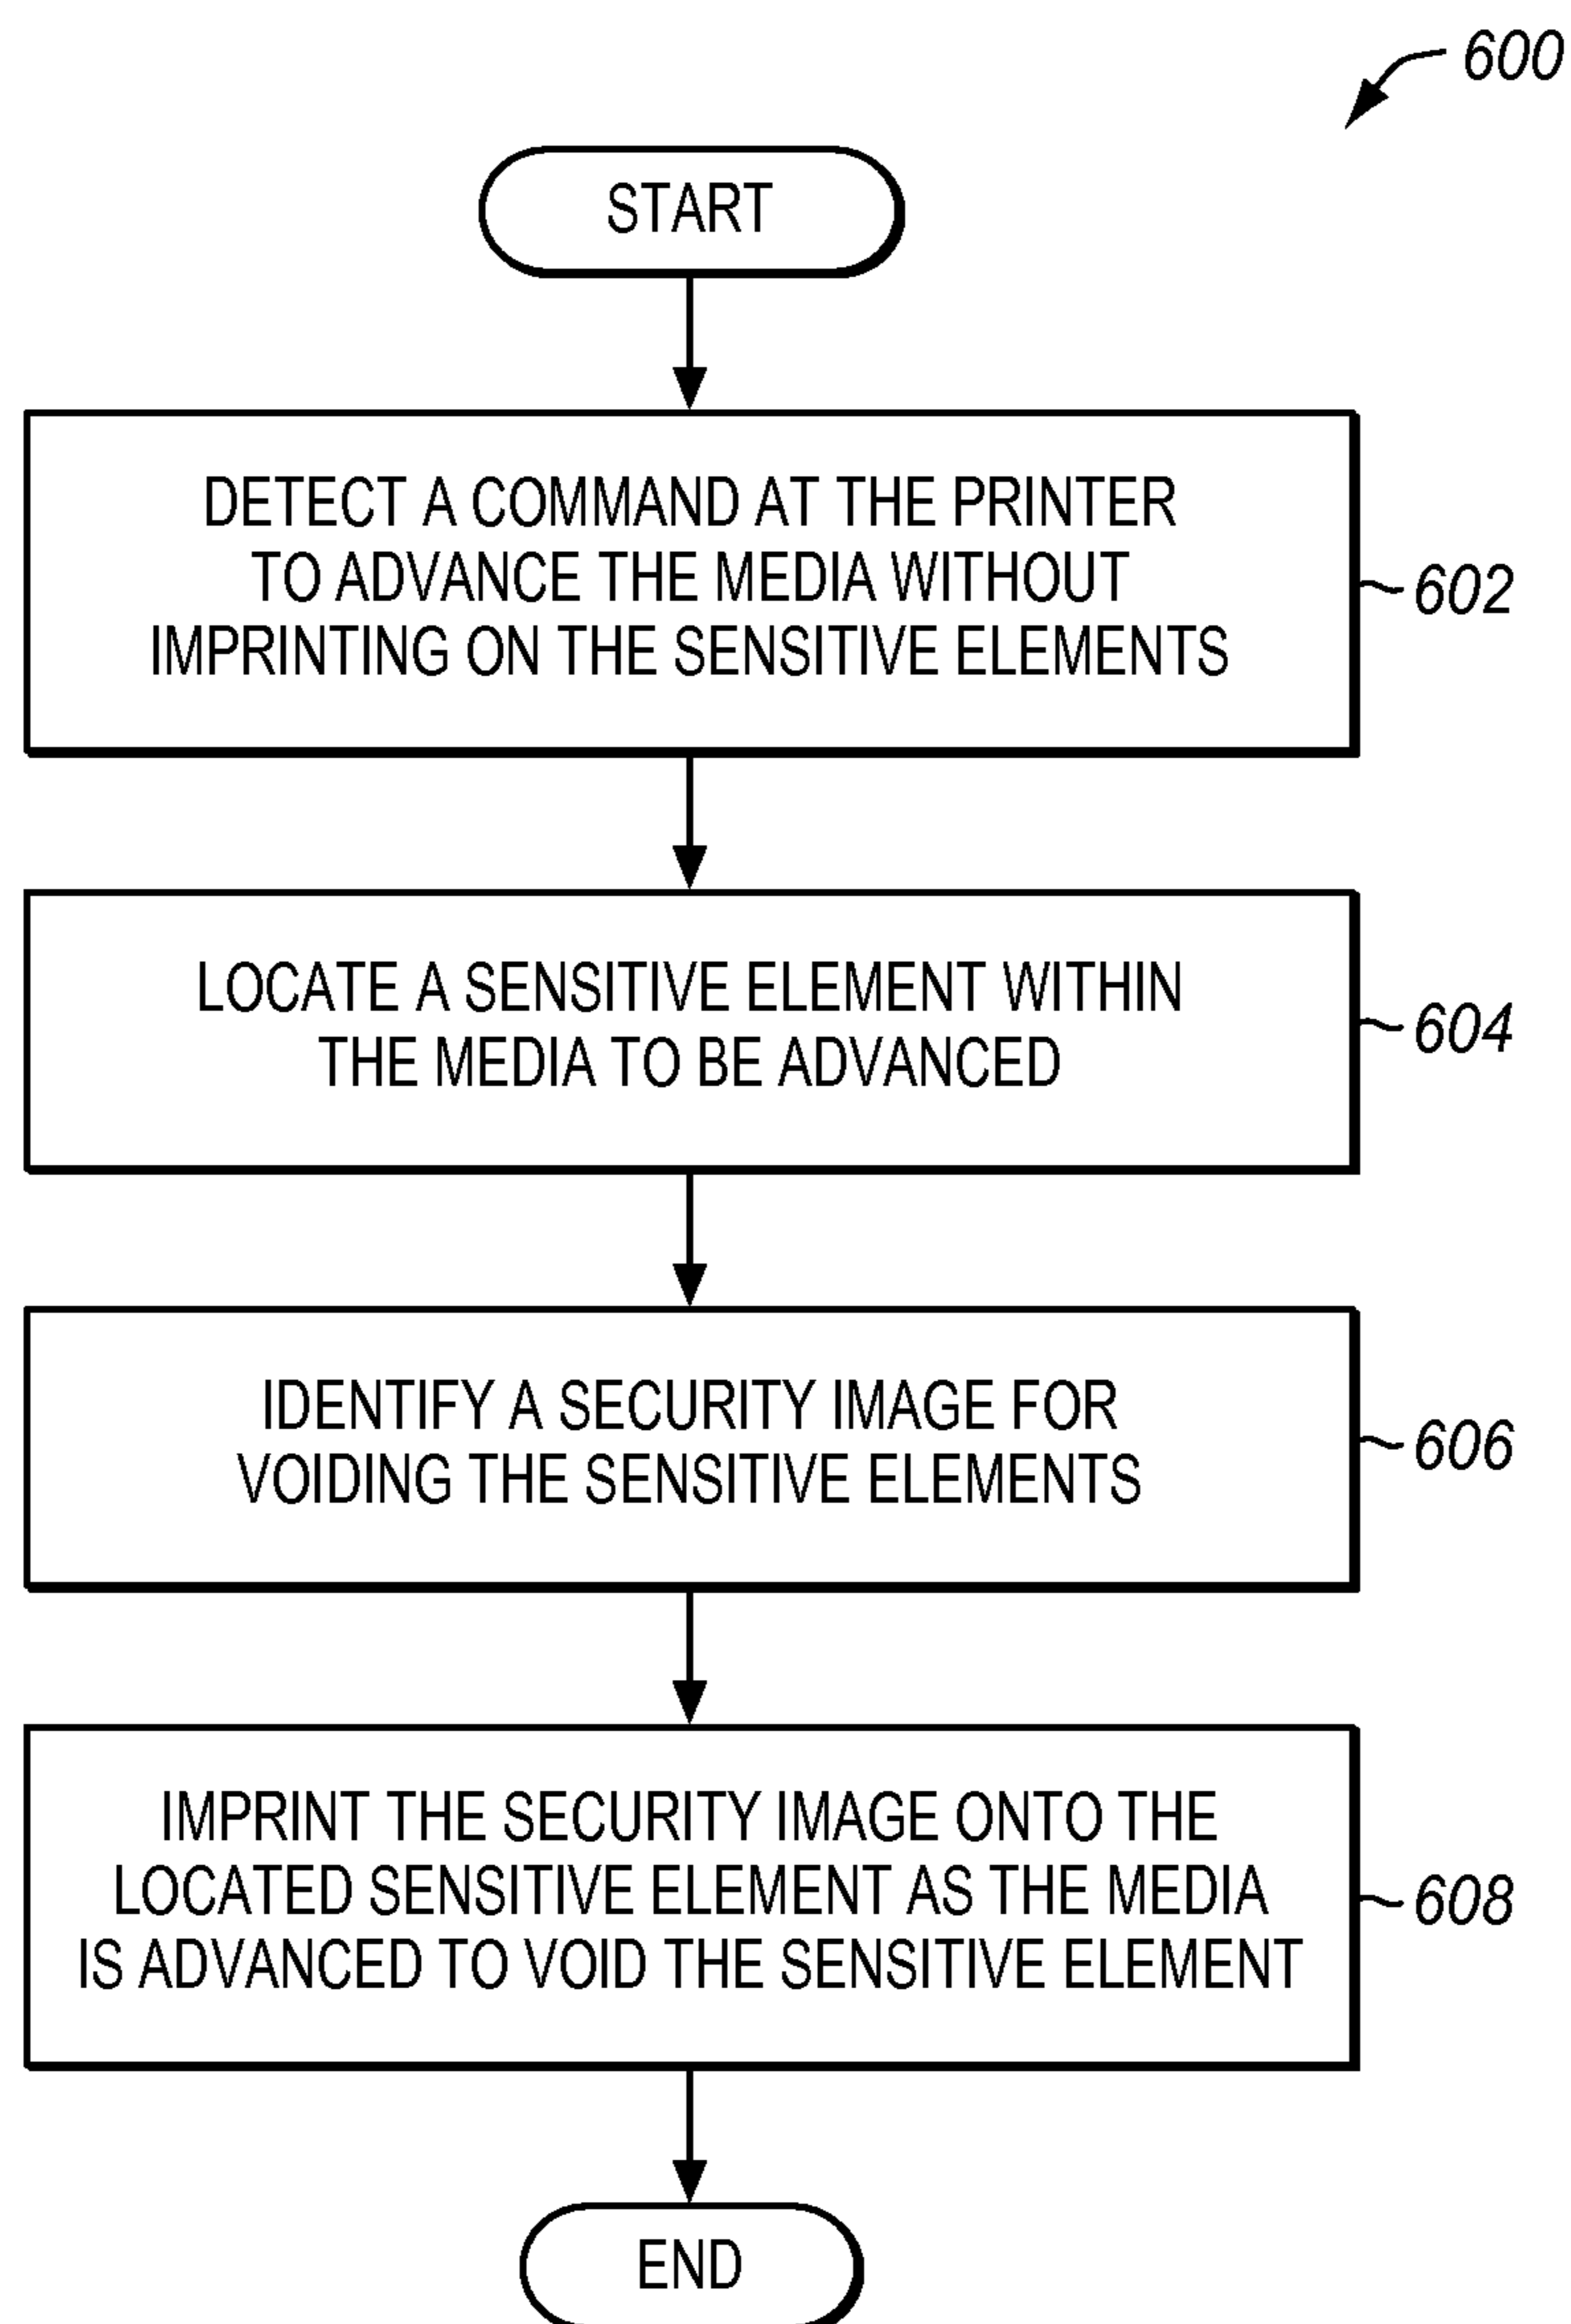 600
START
DETECT A COMMAND AT THE PRINTER
TO ADVANCE THE MEDIA WITHOUT
IMPRINTING ON THE SENSITIVE ELEMENTS
602
LOCATE A SENSITIVE ELEMENT WITHIN
THE MEDIA TO BE ADVANCED
604
IDENTIFY A SECURITY IMAGE FOR
VOIDING THE SENSITIVE ELEMENTS
606
IMPRINT THE SECURITY IMAGE ONTO THE
LOCATED SENSITIVE ELEMENT AS THE MEDIA
IS ADVANCED TO VOID THE SENSITIVE ELEMENT
608
END